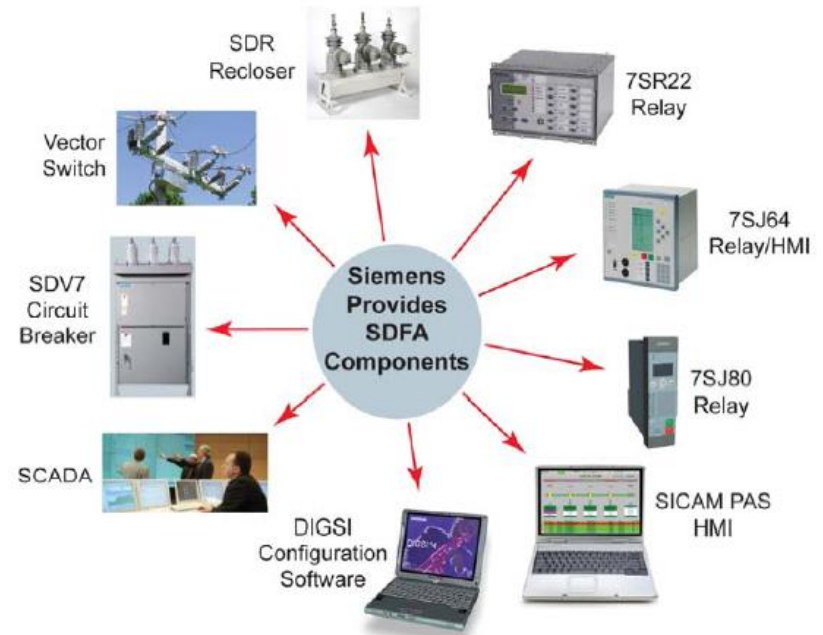 SDR
Recloser
7SR22
Relay
Vector
Switch
7SJ64
Relay/HMI
Siemens
Provides
SDFA
Components
SDV7
Circuit
Breaker
7SJ80
Relay
SCADA
SICAM PAS
HMI
DIGSI
Configuration
Software